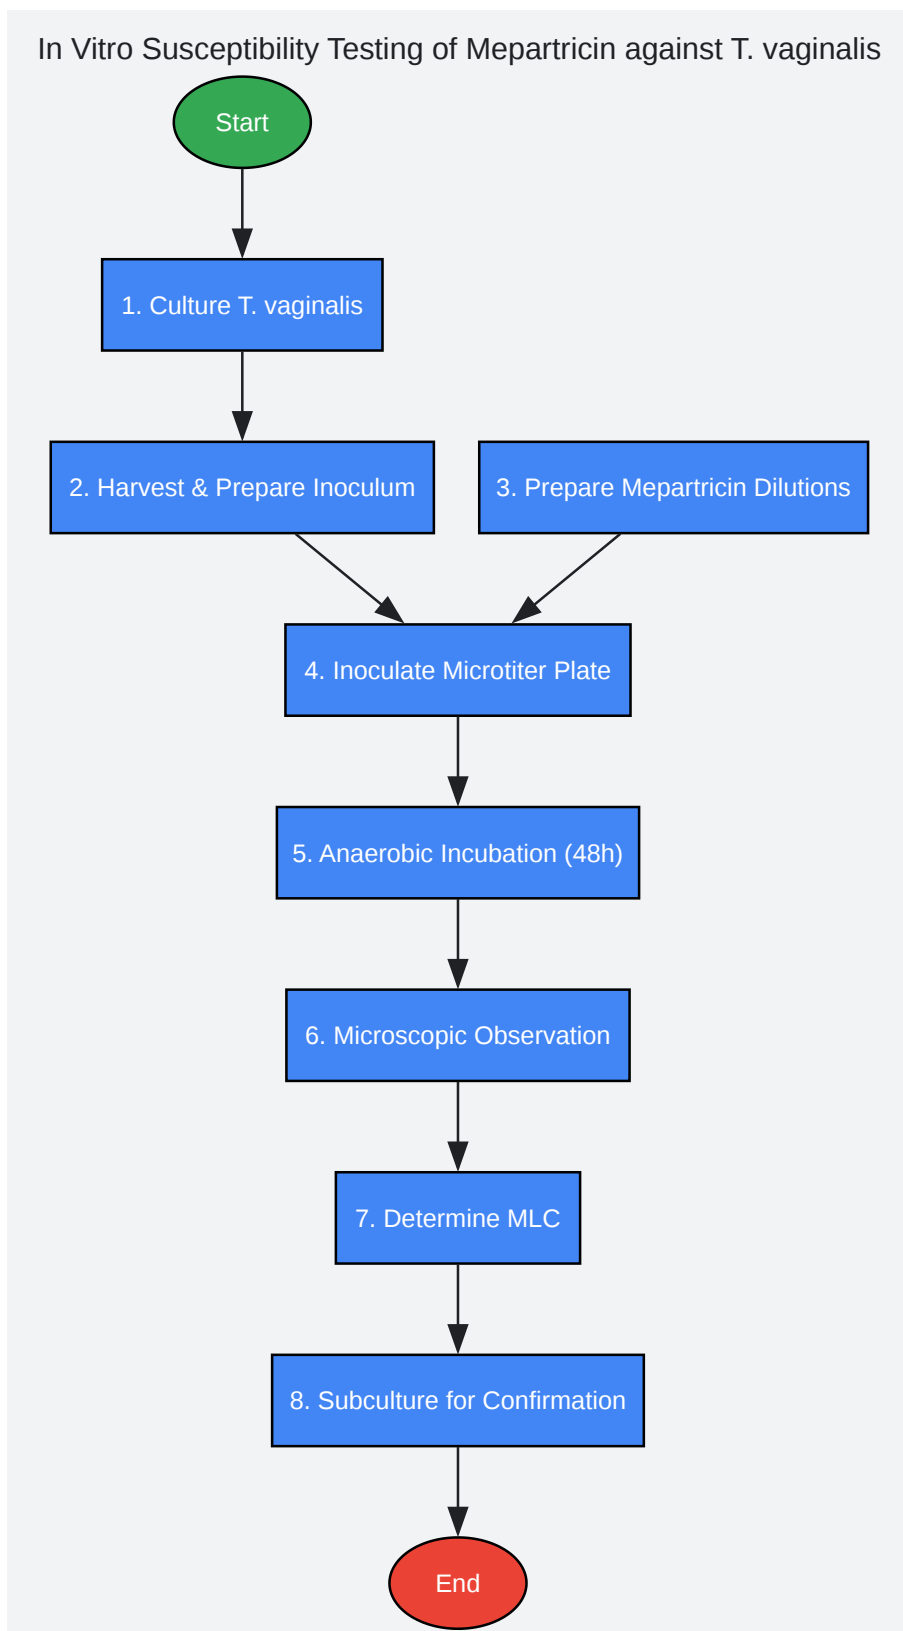 In Vitro Susceptibility Testing of Mepartricin against T. vaginalis
Start
1. Culture T. vaginalis
2. Harvest & Prepare Inoculum
3. Prepare Mepartricin Dilutions
4. Inoculate Microtiter Plate
5. Anaerobic Incubation (48h)
6. Microscopic Observation
7. Determine MLC
8. Subculture for Confirmation
End